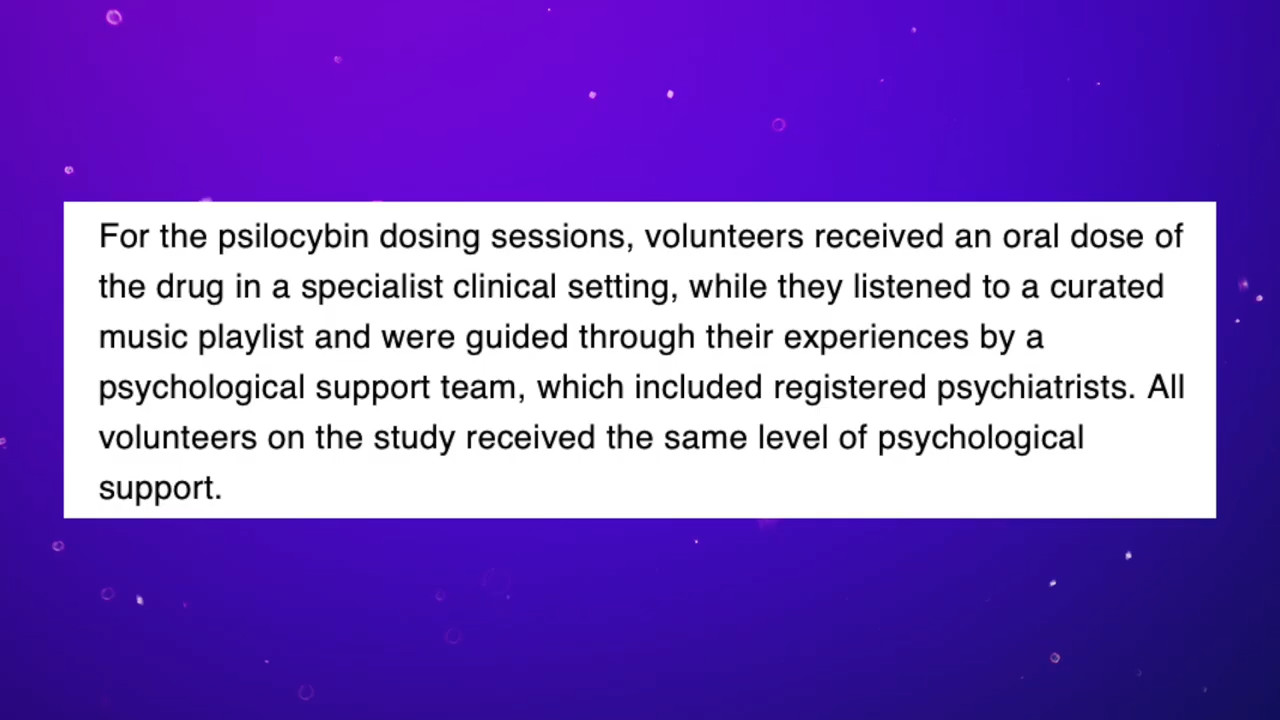 For the psilocybin dosing sessions, volunteers received an oral dose of
the drug in a specialist clinical setting, while they listened to a curated
music playlist and were guided through their experiences by a
psychological support team, which included registered psychiatrists. All
volunteers on the study received the same level of psychological
support.